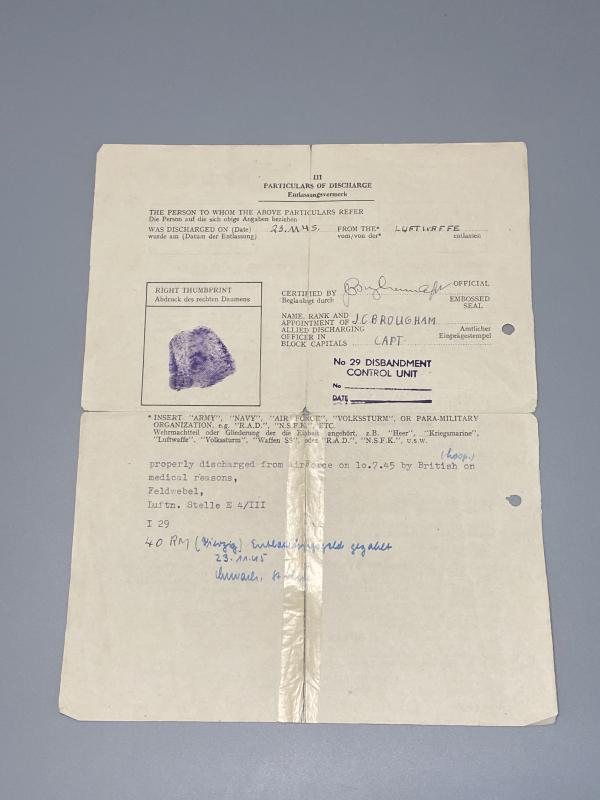 III
PARTICULARS OF DISCHARGE
Entlassungsvermerk
THE PERSON TO WHOM THE ABOVE PARTICULARS REFER
Die Person auf die sich obige Angaben beziehen
WAS DISCHARGED ON (Date) 23.11.45. FROM THE* LUFTWAFFE
wurde am (Datum der Entlassung) vom/von der* entlassen
RIGHT THUMBPRINT
Abdruck des rechten Daumens
CERTIFIED BY
Beglaubigt durch
OFFICIAL
EMBOSSED
SEAL
NAME, RANK AND
APPOINTMENT OF J.C.BROUGHAM
ALLIED DISCHARGING
OFFICER IN
BLOCK CAPITALS CAPT
Amtlicher
Einprägestempel
No 29 DISBANDMENT
CONTROL UNIT
No
DATE
* INSERT "ARMY", "NAVY", "AIR FORCE", "VOLKSSTURM", OR PARA-MILITARY
ORGANIZATION, e.g. "R.A.D.", "N.S.F.K.", ETC.
Wehrmachtteil oder Gliederung der die Einheit angehört, z.B. "Heer", "Kriegsmarine",
"Luftwaffe", "Volkssturm", "Waffen SS", oder "R.A.D.", "N.S.F.K.", u.s.w.
(hosp.)
properly discharged from airforce on 10.7.45 by British on
medical reasons,
Feldwebel,
Luftn. Stelle E 4/III
I 29
40 RM (Vierzig) Entlassungsgeld gezahlt
23.11.45